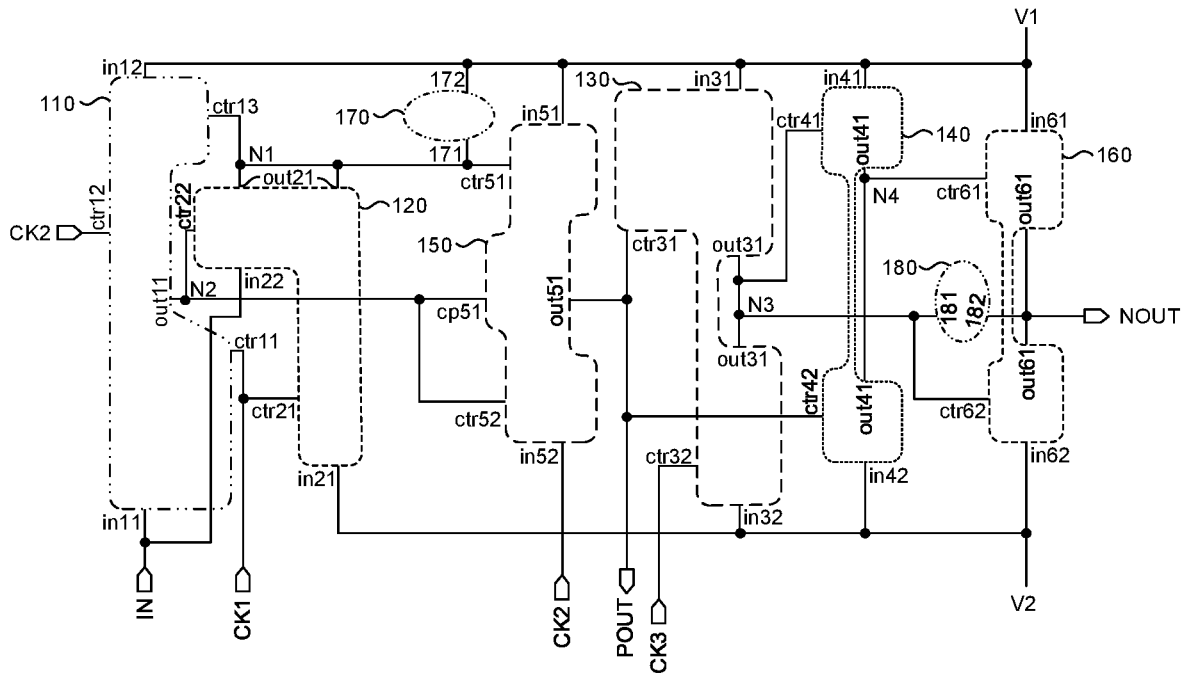 V1
in12
172
130
in31
in41
110
ctr13
170
in51
ctr41
out41
140
in61
160
N1
171
ctr51
out21
ctr12
ctr22
120
N4
ctr61
out61
CK2
150
ctr31
out31
180
in22
out11
N2
cp51
out51
N3
181
182
NOUT
ctr11
out31
out61
ctr21
ctr52
ctr42
out41
ctr62
in21
in52
ctr32
in42
in62
in11
in32
IN
CK1
CK2
POUT
CK3
V2